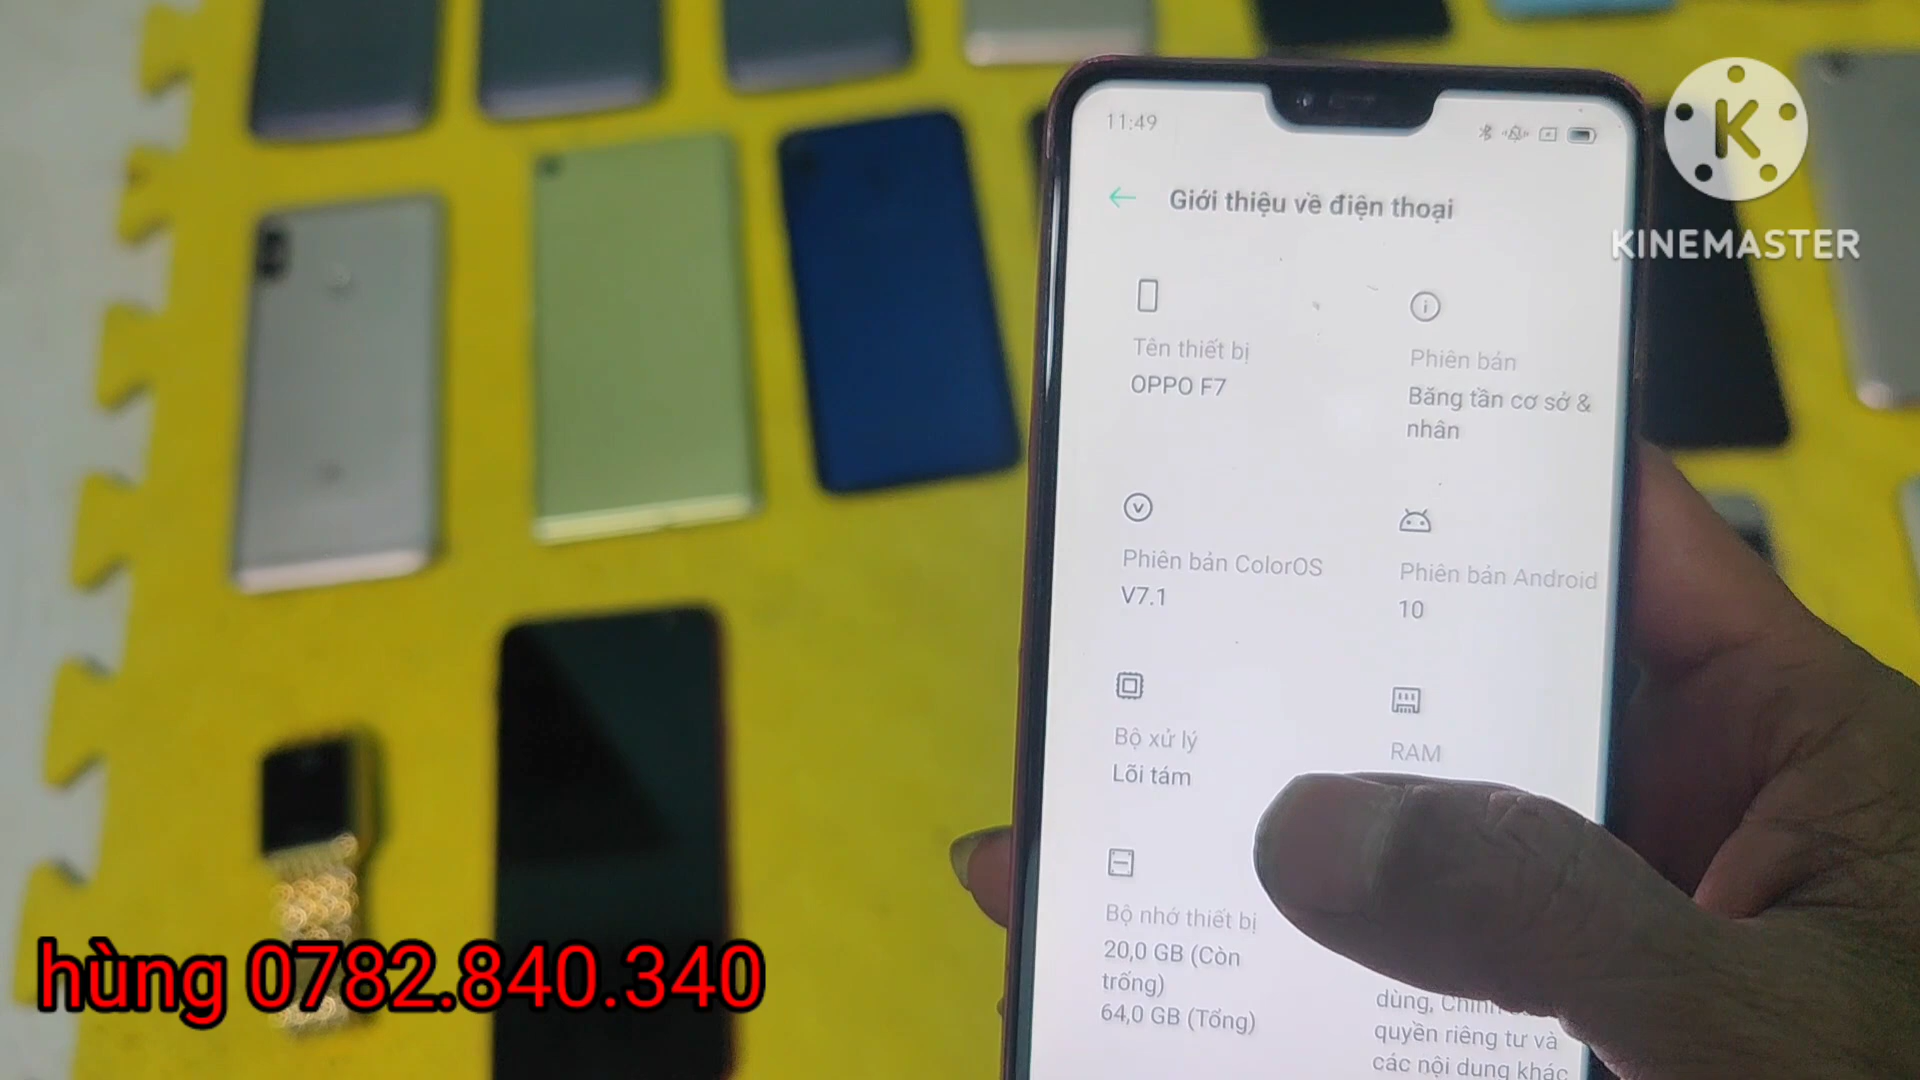 11:49
Giới thiệu về điện thoại
K
KINEMASTER
Tên thiết bị
OPPO F7
Phiên bản
Băng tần cơ sở &
nhân
Phiên bản ColorOS
V7.1
Phiên bản Android
10
Bộ xử lý
Lõi tám
RAM
Bộ nhớ thiết bị
20,0 GB (Còn
trống)
64,0 GB (Tổng)
dùng, Chính
quyền riêng tư và
các nội dung khác
hùng 0782.840.340